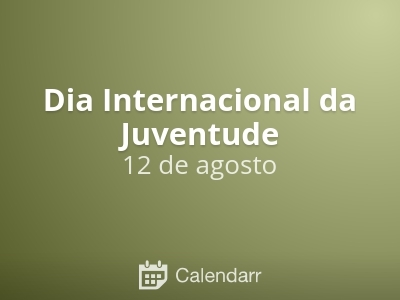 Dia Internacional da
Juventude
12 de agosto
Calendarr